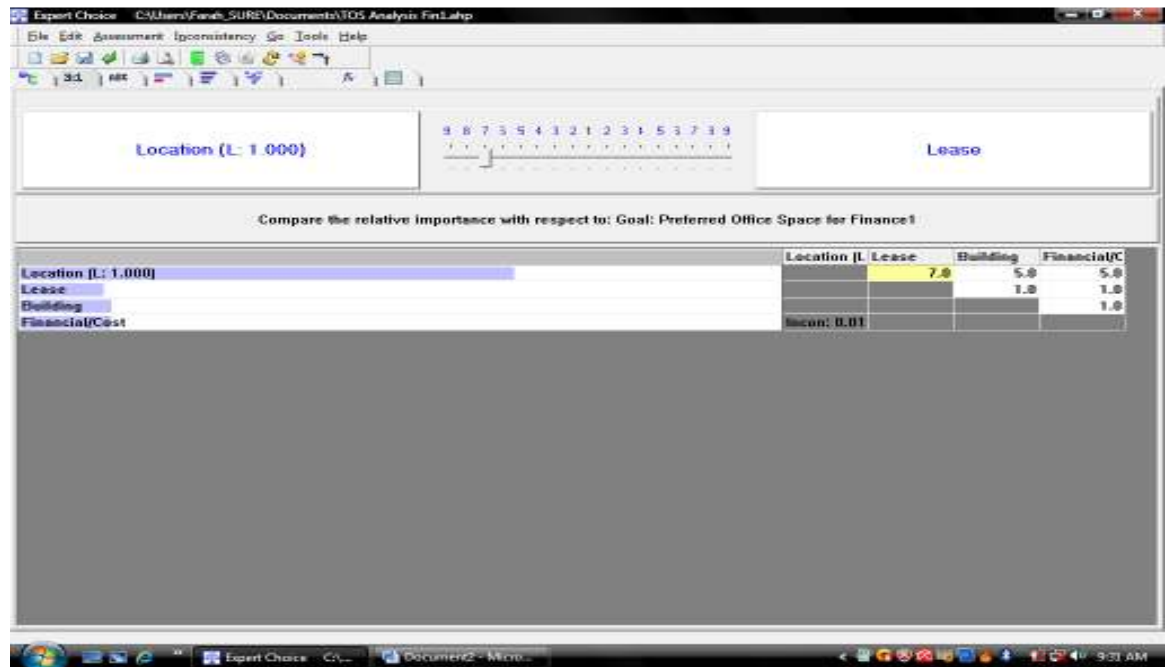 Expert Choice C:\Users\Farah_SURE\Documents\TOS Analysis Fin1.ahp
File Edit Assessment Inconsistency Go Tools Help
3:1 ABC
Location (L: 1.000)
9 8 7 6 5 4 3 2 1 2 3 4 5 6 7 8 9
Lease
Compare the relative importance with respect to: Goal: Preferred Office Space for Finance1
Location (L Lease Building Financial/C
Location (L: 1.000) 7.0 5.0 5.0
Lease 1.0 1.0
Building 1.0
Financial/Cost Incon: 0.01
Expert Choice C:\... Document2 - Micro... 9:31 AM